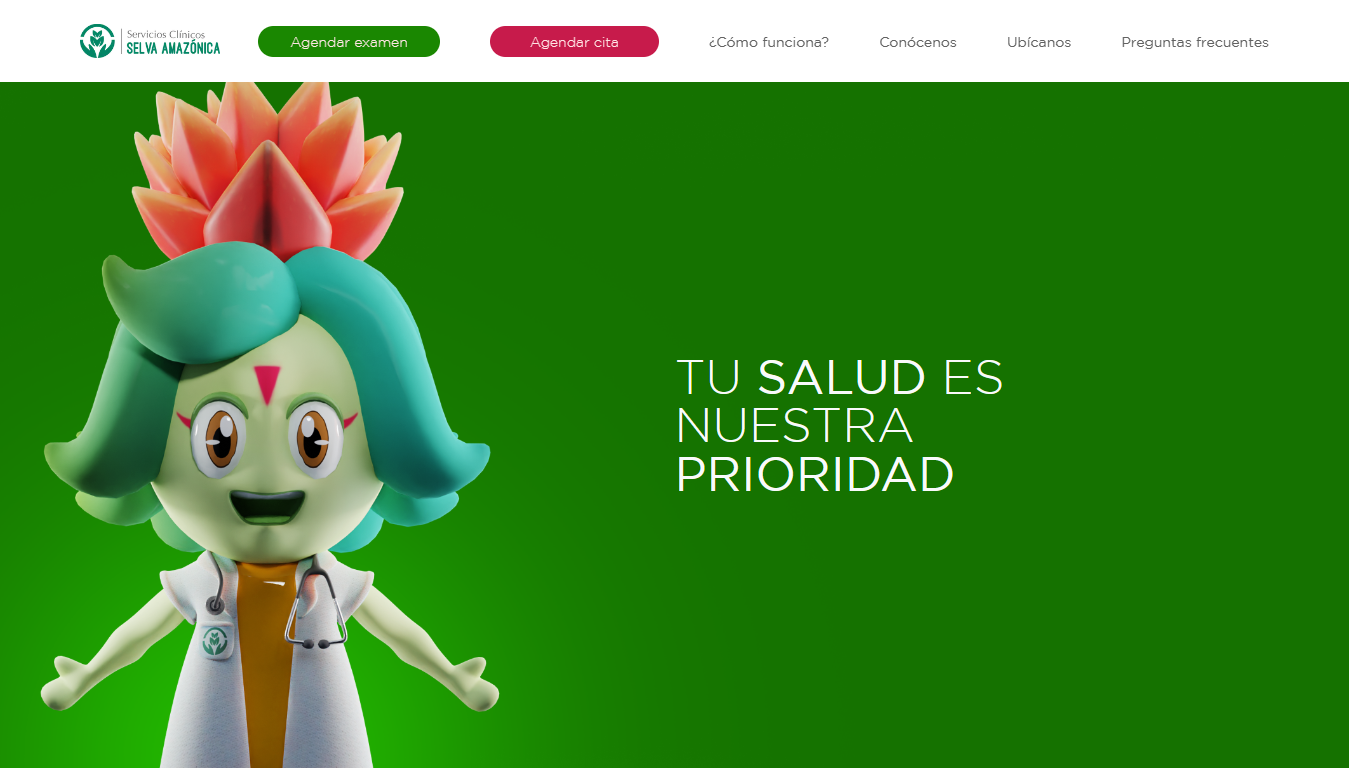 Servicios Clínicos
SELVA AMAZÓNICA
Agendar examen
Agendar cita
¿Cómo funciona?
Conócenos
Ubícanos
Preguntas frecuentes
TU SALUD ES
NUESTRA
PRIORIDAD